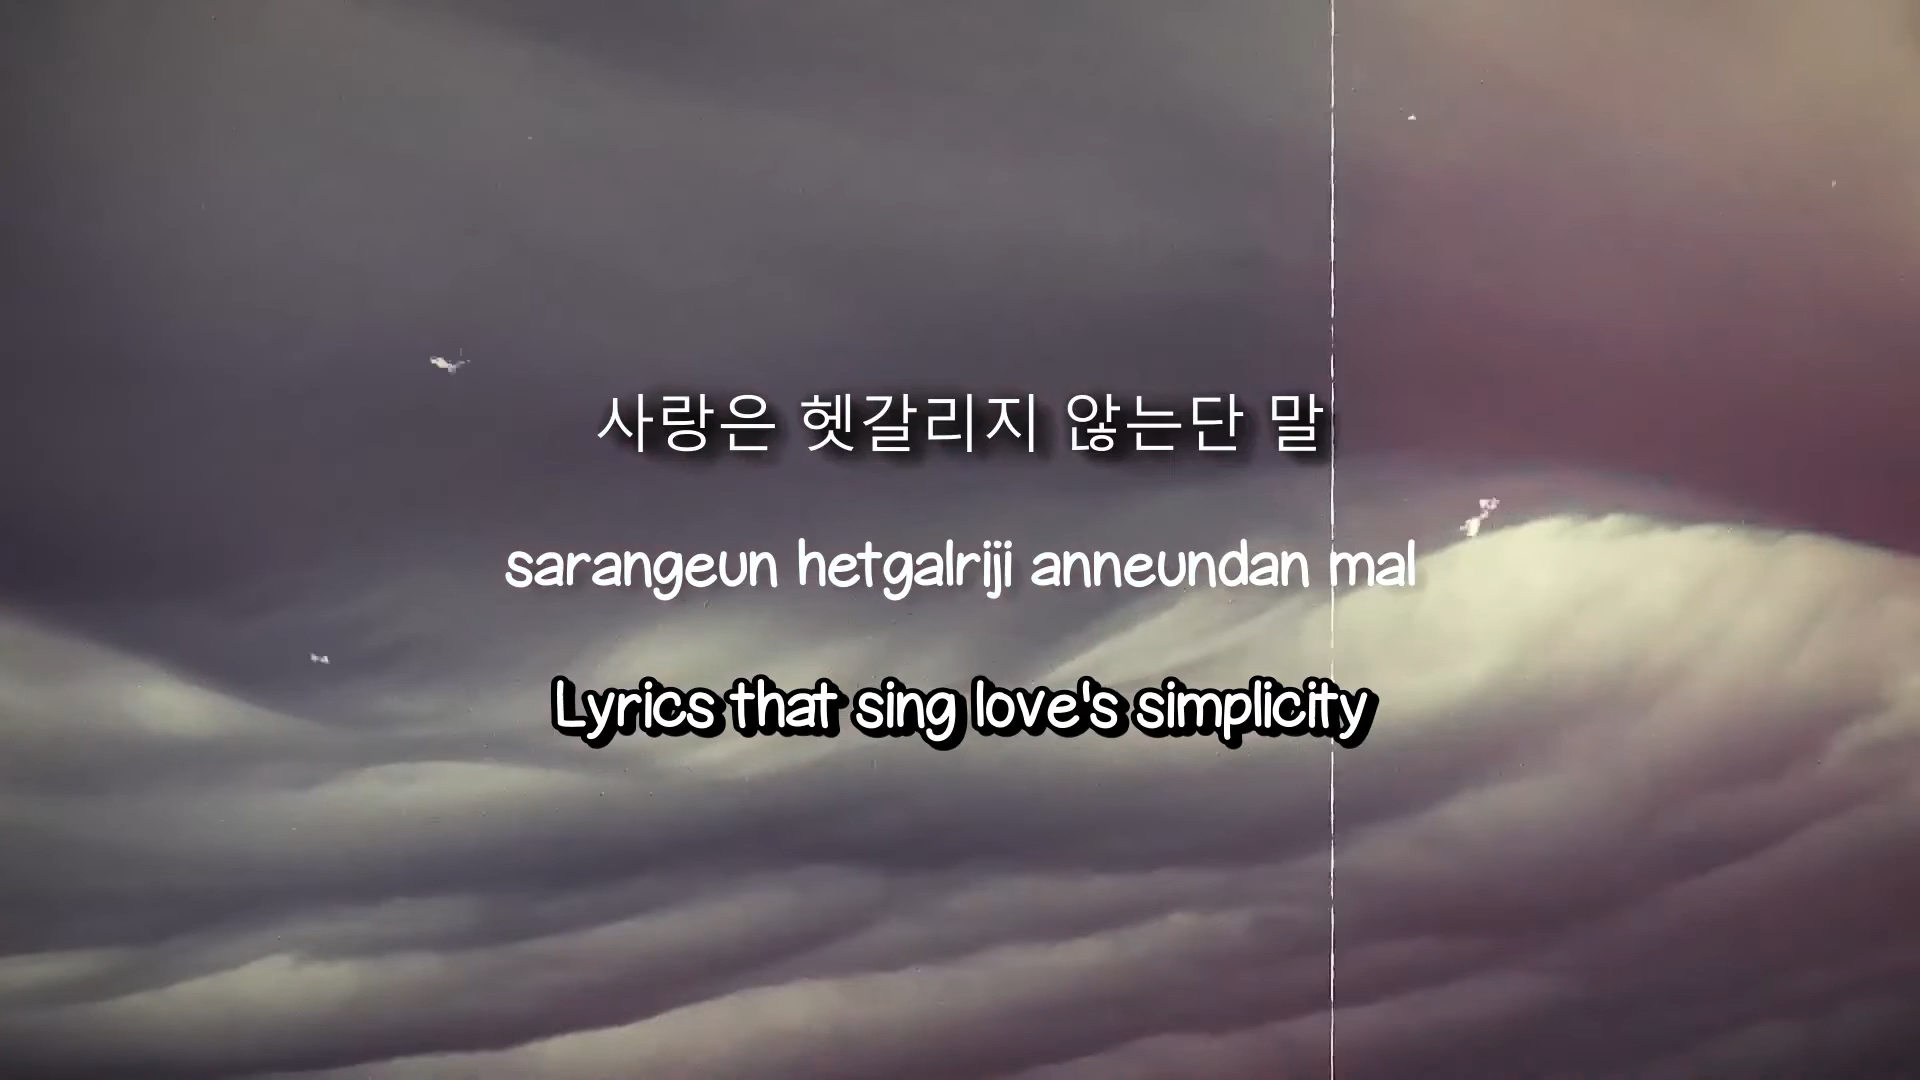 사랑은 헷갈리지 않는단 말
sarangeun hetgalriji anneundan mal
Lyrics that sing love's simplicity